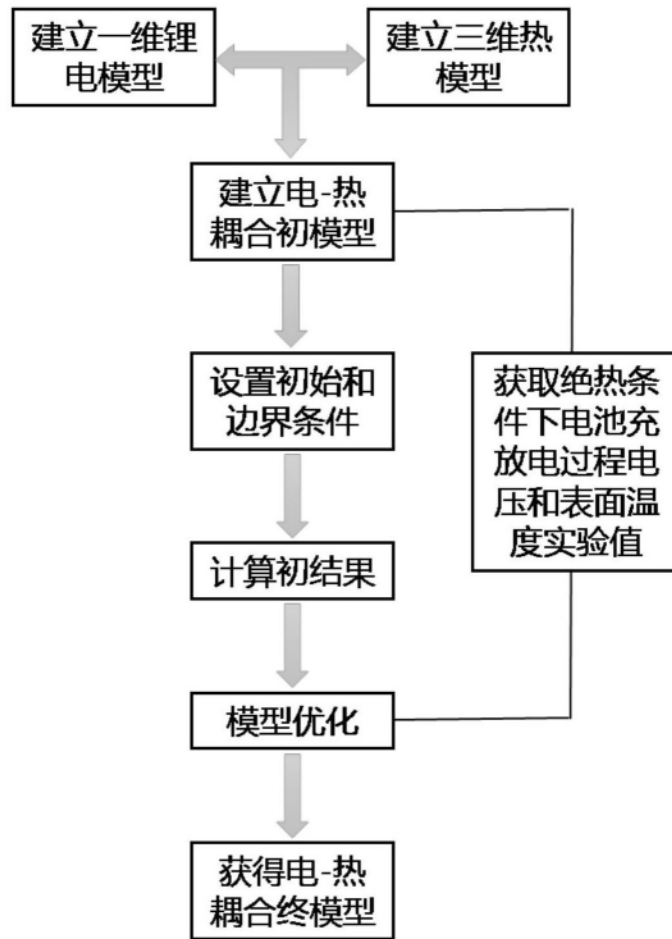 建立一维锂
电模型
建立三维热
模型
建立电-热
耦合初模型
设置初始和
边界条件
获取绝热条
件下电池充
放电过程电
压和表面温
度实验值
计算初结果
模型优化
获得电-热
耦合终模型